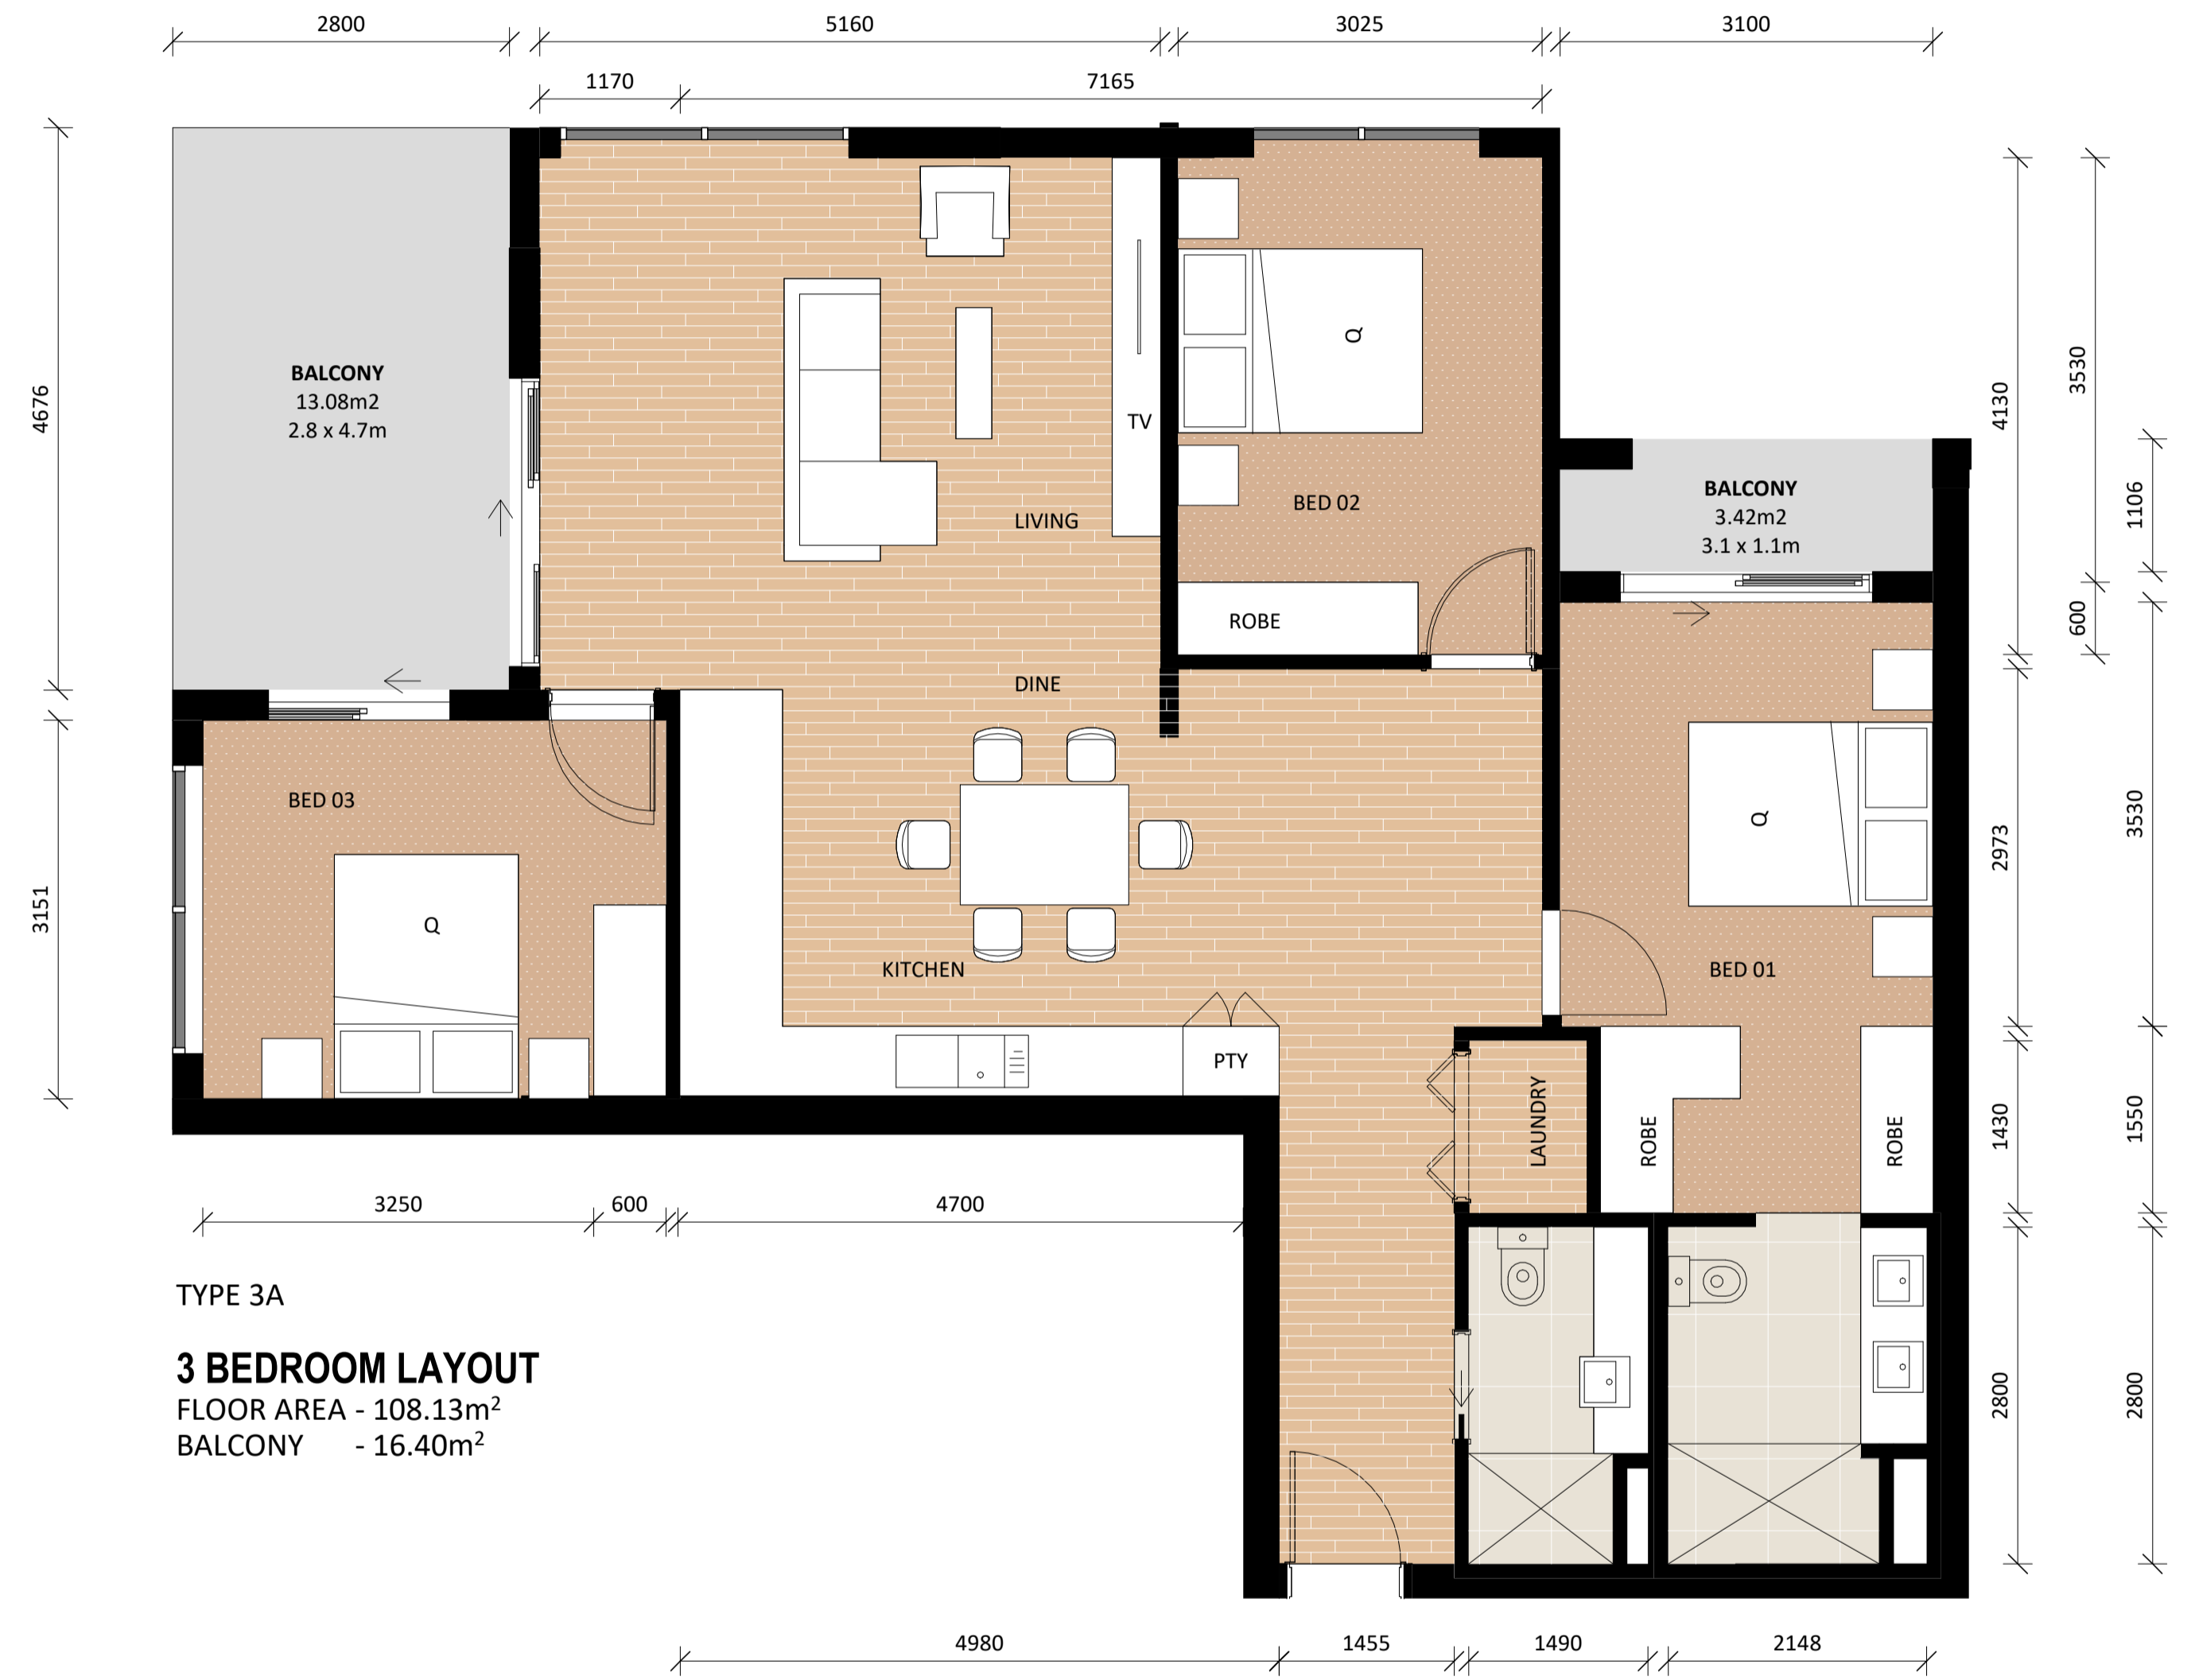 2800
5160
3025
3100
1170
7165
4676
3151
BALCONY
13.08m2
2.8 x 4.7m
LIVING
TV
DINE
KITCHEN
PTY
Q
BED 02
ROBE
BALCONY
3.42m2
3.1 x 1.1m
Q
BED 01
BED 03
Q
LAUNDRY
ROBE
ROBE
4130
3530
1106
600
2973
3530
1430
1550
2800
2800
3250
600
4700
TYPE 3A
3 BEDROOM LAYOUT
FLOOR AREA - 108.13m²
BALCONY - 16.40m²
4980
1455
1490
2148